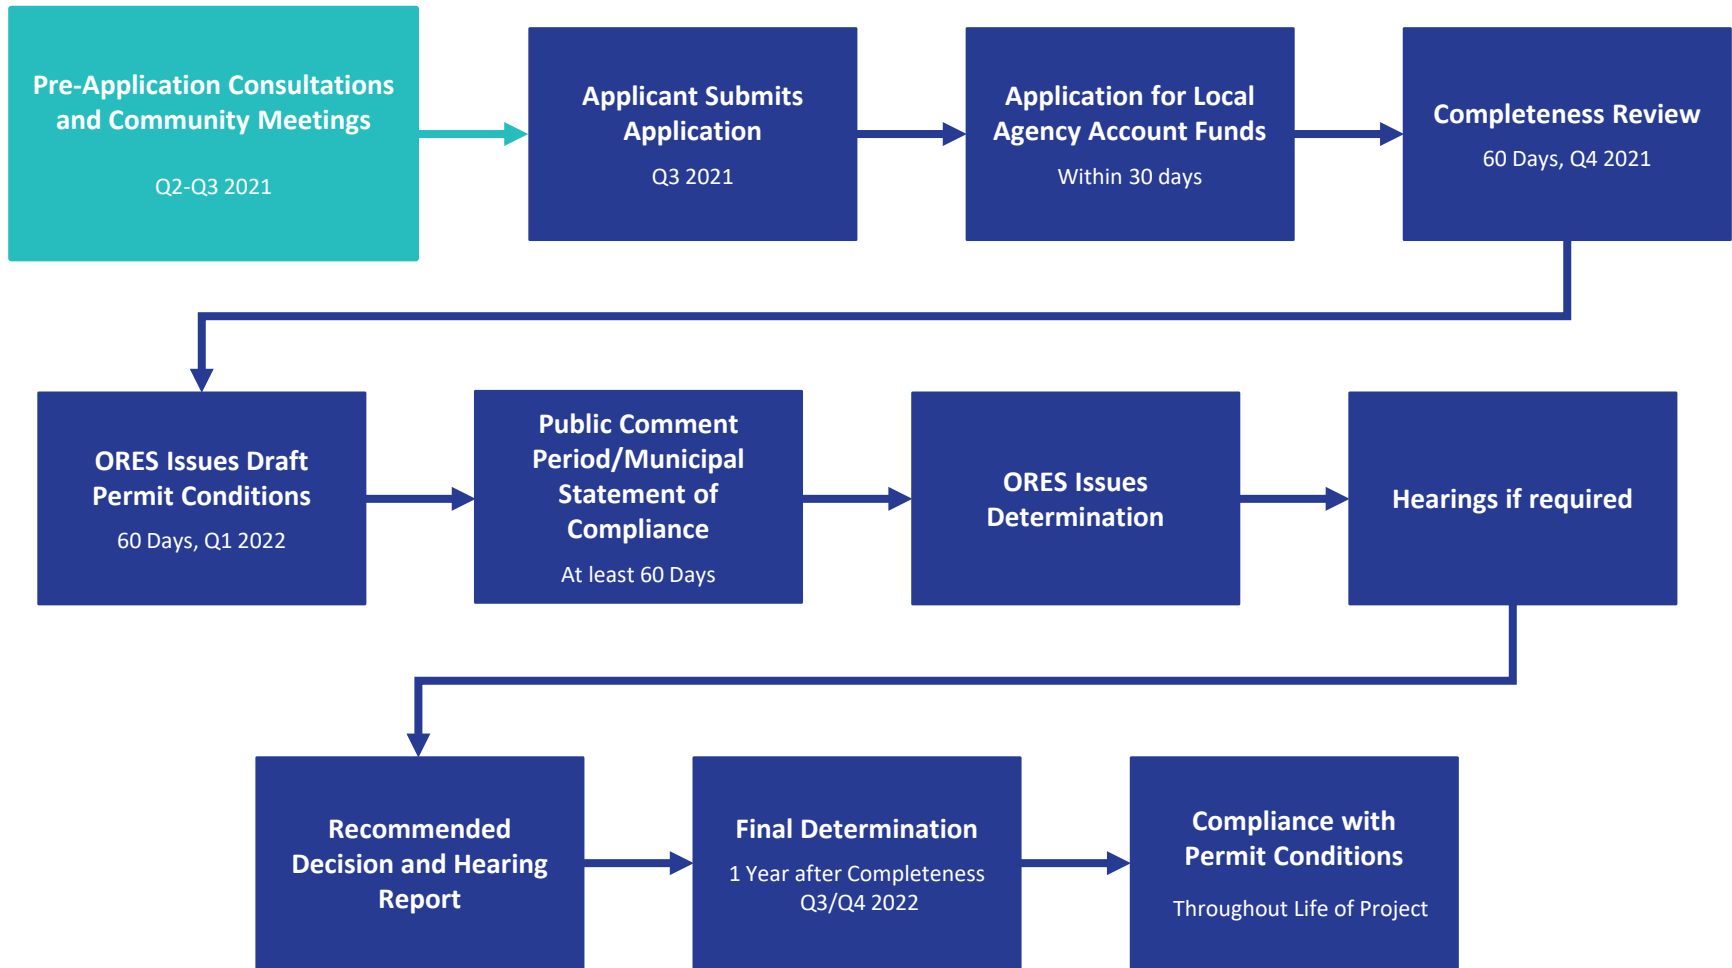 Pre-Application Consultations
and Community Meetings
Q2-Q3 2021
Applicant Submits
Application
Q3 2021
Application for Local
Agency Account Funds
Within 30 days
Completeness Review
60 Days, Q4 2021
ORES Issues Draft
Permit Conditions
60 Days, Q1 2022
Public Comment
Period/Municipal
Statement of
Compliance
At least 60 Days
ORES Issues
Determination
Hearings if required
Recommended
Decision and Hearing
Report
Final Determination
1 Year after Completeness
Q3/Q4 2022
Compliance with
Permit Conditions
Throughout Life of Project